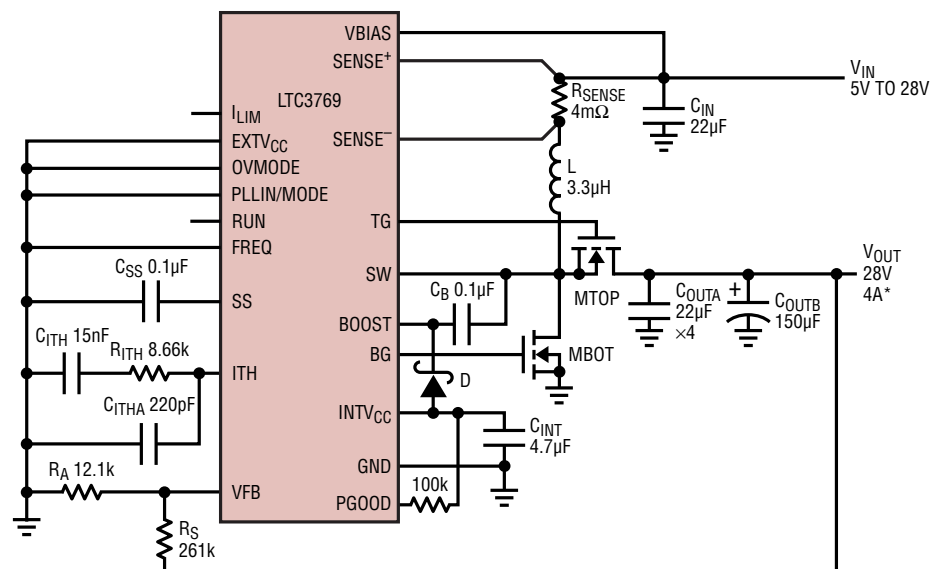 VBIAS
SENSE+
LTC3769
ILIM
EXTVCC
SENSE–
OVMODE
PLLIN/MODE
RUN
TG
FREQ
SW
SS
BOOST
BG
ITH
INTVCC
GND
VFB
PGOOD
VIN
5V TO 28V
RSENSE
4mΩ
CIN
22µF
L
3.3µH
VOUT
28V
4A*
MTOP
COUTA
22µF
×4
+
COUTB
150µF
CB 0.1µF
MBOT
D
CINT
4.7µF
100k
CSS 0.1µF
CITH 15nF
RITH 8.66k
CITHA 220pF
RA 12.1k
RS
261k